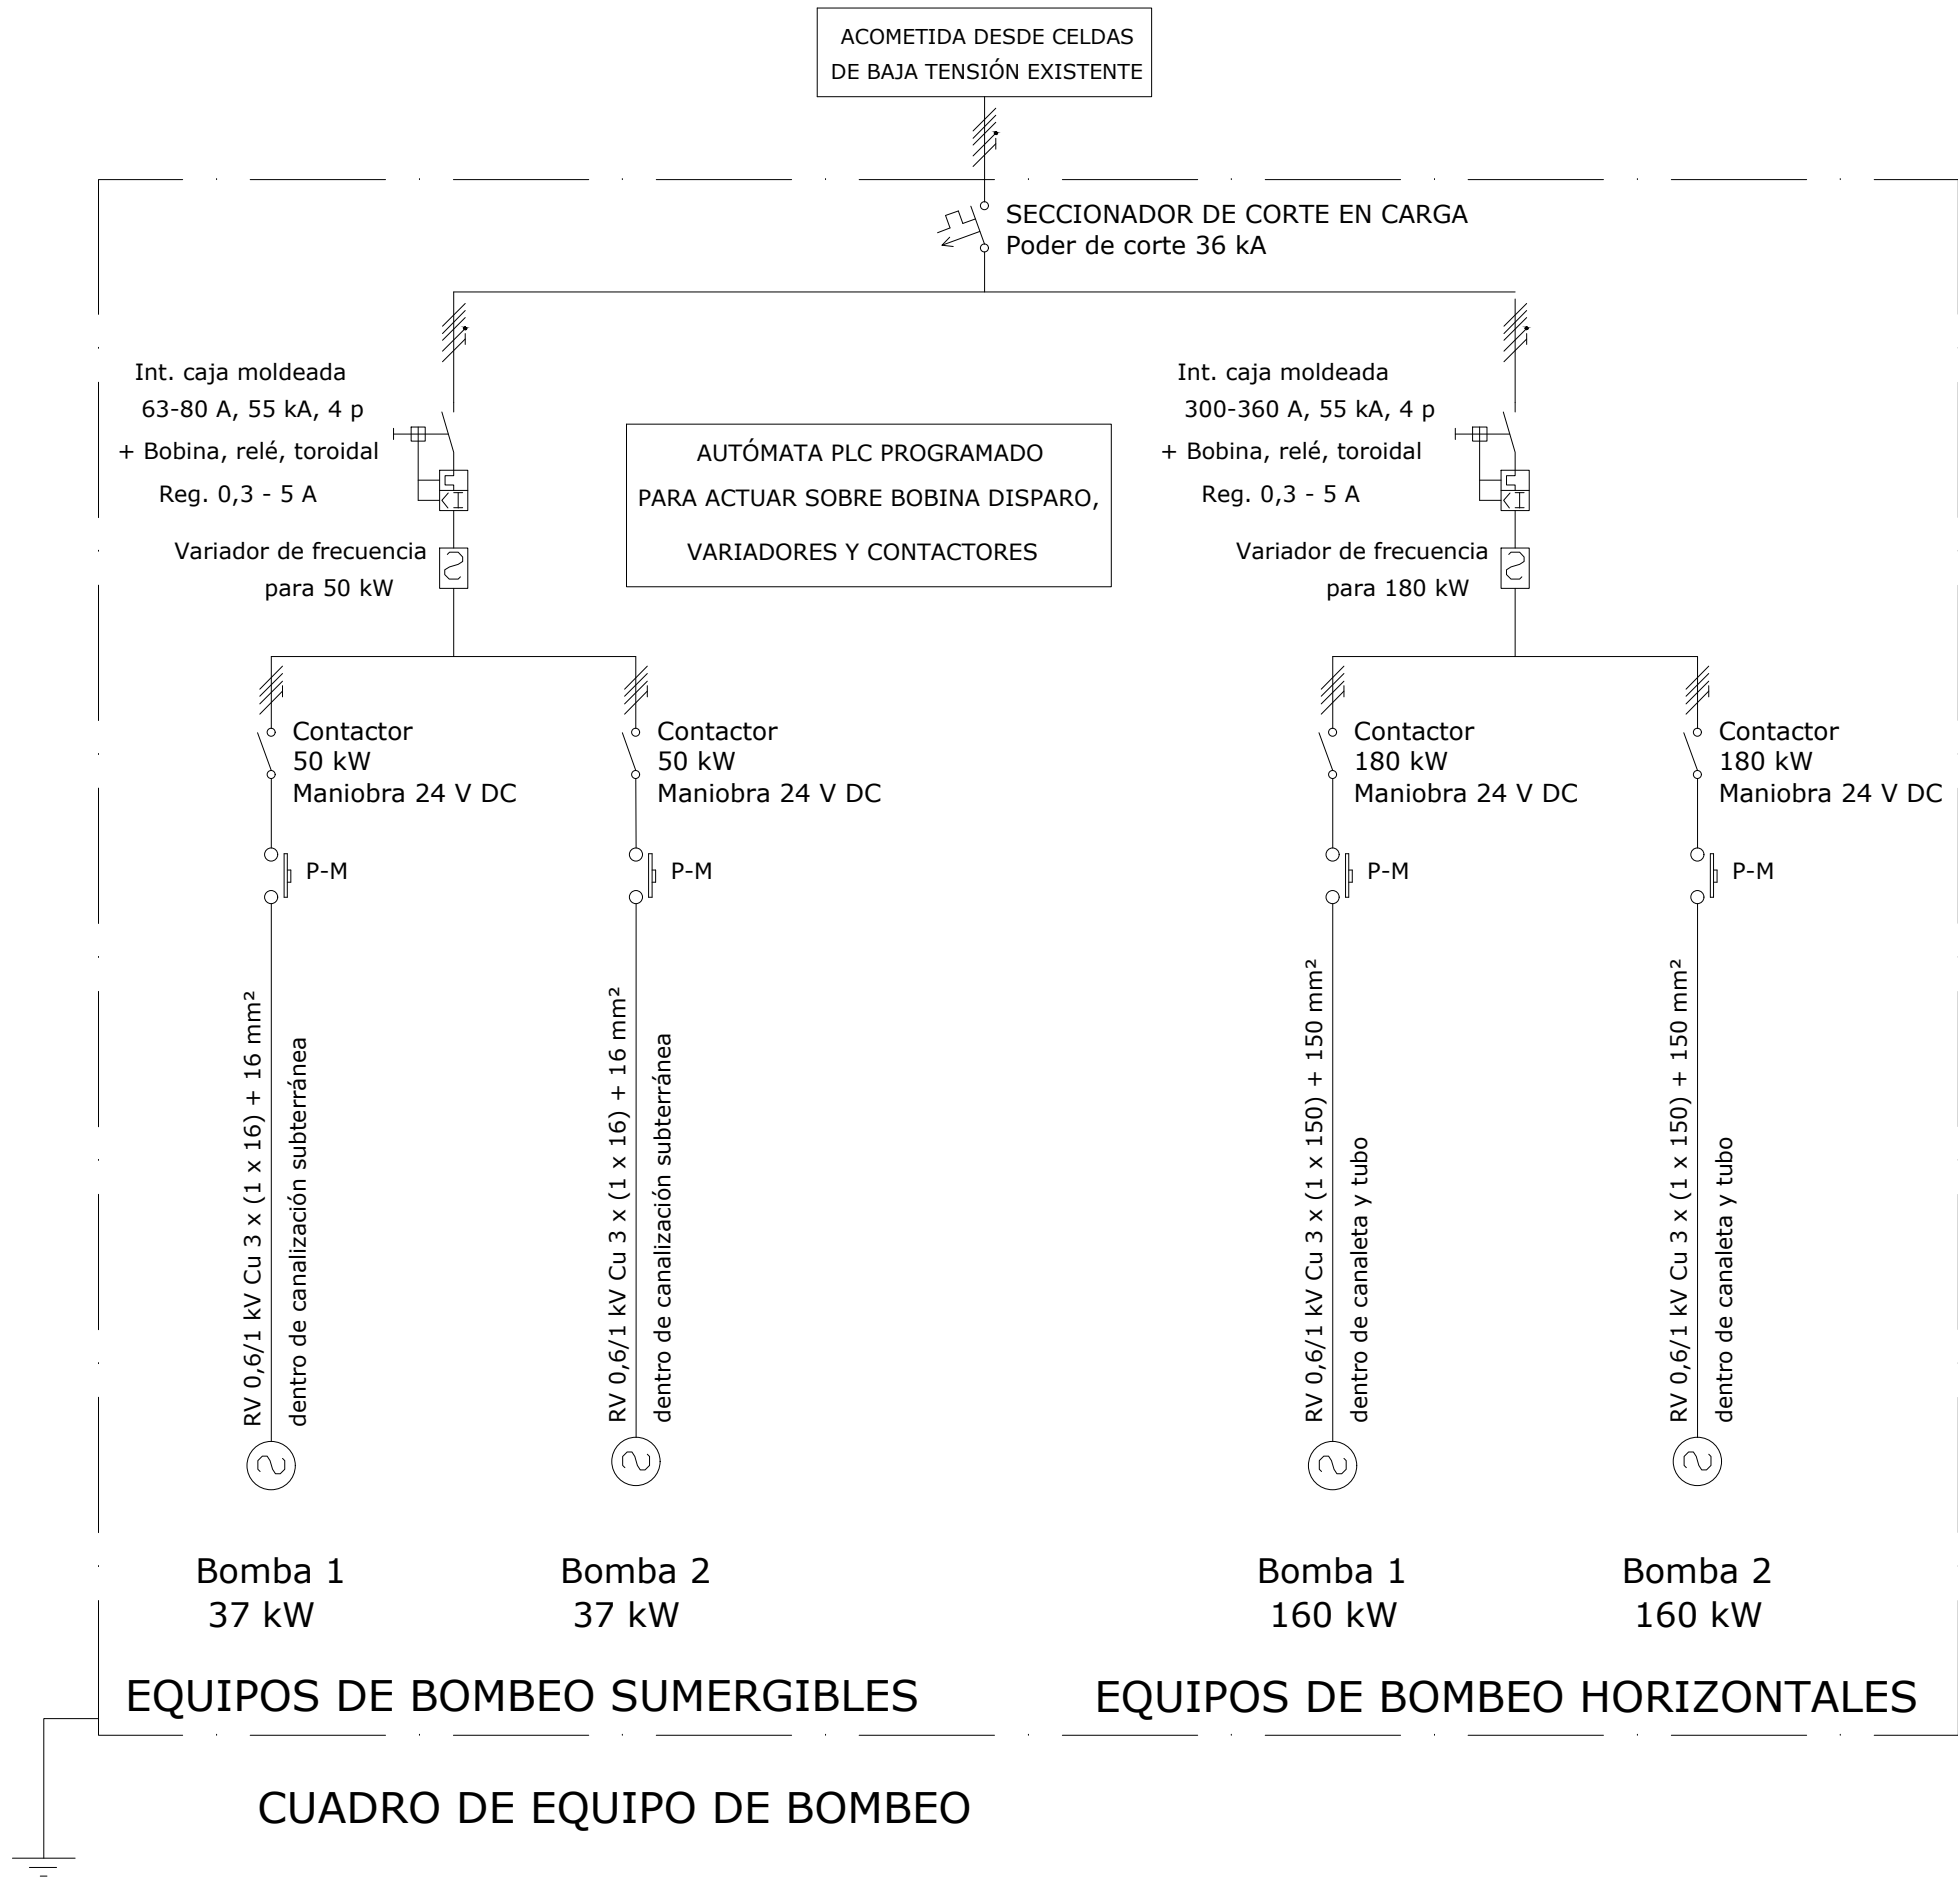 ACOMETIDA DESDE CELDAS
DE BAJA TENSIÓN EXISTENTE
SECCIONADOR DE CORTE EN CARGA
Poder de corte 36 kA
Int. caja moldeada
63-80 A, 55 kA, 4 p
+ Bobina, relé, toroidal
Reg. 0,3 - 5 A
Variador de frecuencia
para 50 kW
AUTÓMATA PLC PROGRAMADO
PARA ACTUAR SOBRE BOBINA DISPARO,
VARIADORES Y CONTACTORES
Int. caja moldeada
300-360 A, 55 kA, 4 p
+ Bobina, relé, toroidal
Reg. 0,3 - 5 A
Variador de frecuencia
para 180 kW
Contactor
50 kW
Maniobra 24 V DC
P-M
Contactor
50 kW
Maniobra 24 V DC
P-M
Contactor
180 kW
Maniobra 24 V DC
P-M
Contactor
180 kW
Maniobra 24 V DC
P-M
RV 0,6/1 kV Cu 3 x (1 x 16) + 16 mm²
dentro de canalización subterránea
RV 0,6/1 kV Cu 3 x (1 x 16) + 16 mm²
dentro de canalización subterránea
RV 0,6/1 kV Cu 3 x (1 x 150) + 150 mm²
dentro de canaleta y tubo
RV 0,6/1 kV Cu 3 x (1 x 150) + 150 mm²
dentro de canaleta y tubo
Bomba 1
37 kW
Bomba 2
37 kW
Bomba 1
160 kW
Bomba 2
160 kW
EQUIPOS DE BOMBEO SUMERGIBLES
EQUIPOS DE BOMBEO HORIZONTALES
CUADRO DE EQUIPO DE BOMBEO